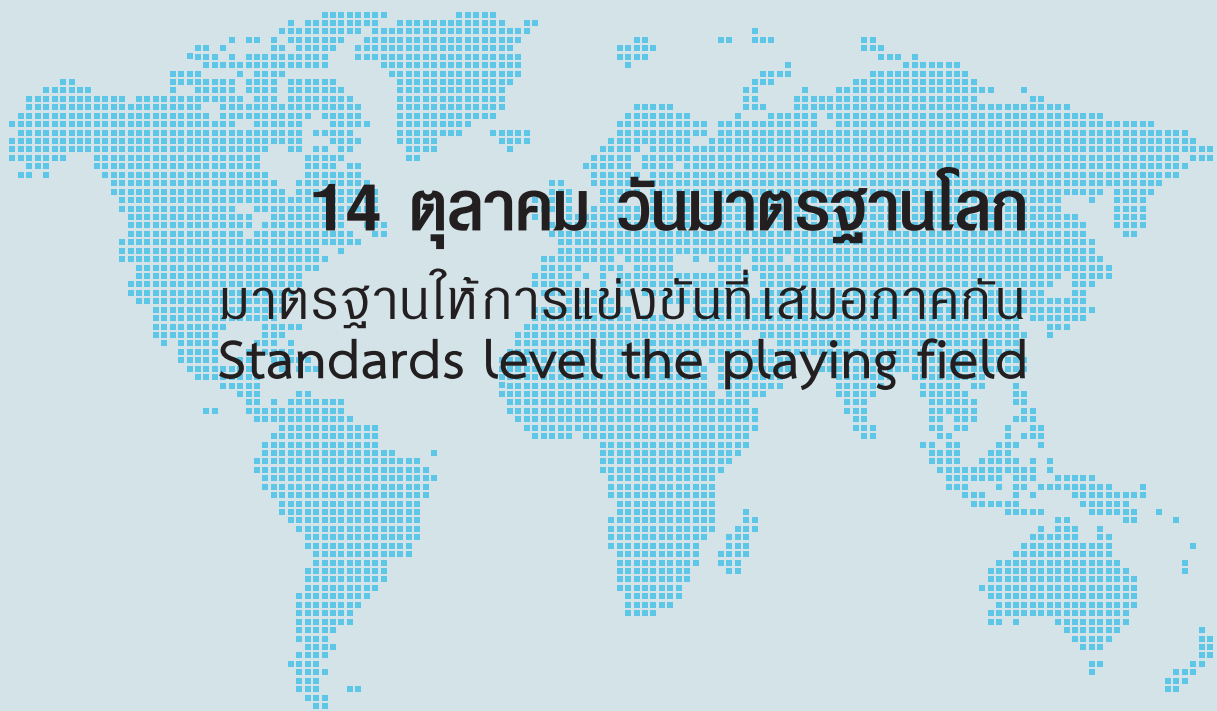 14 ตุลาคม วันมาตรฐานโลก
มาตรฐานให้การแข่งขันที่เสมอภาคกัน
Standards level the playing field